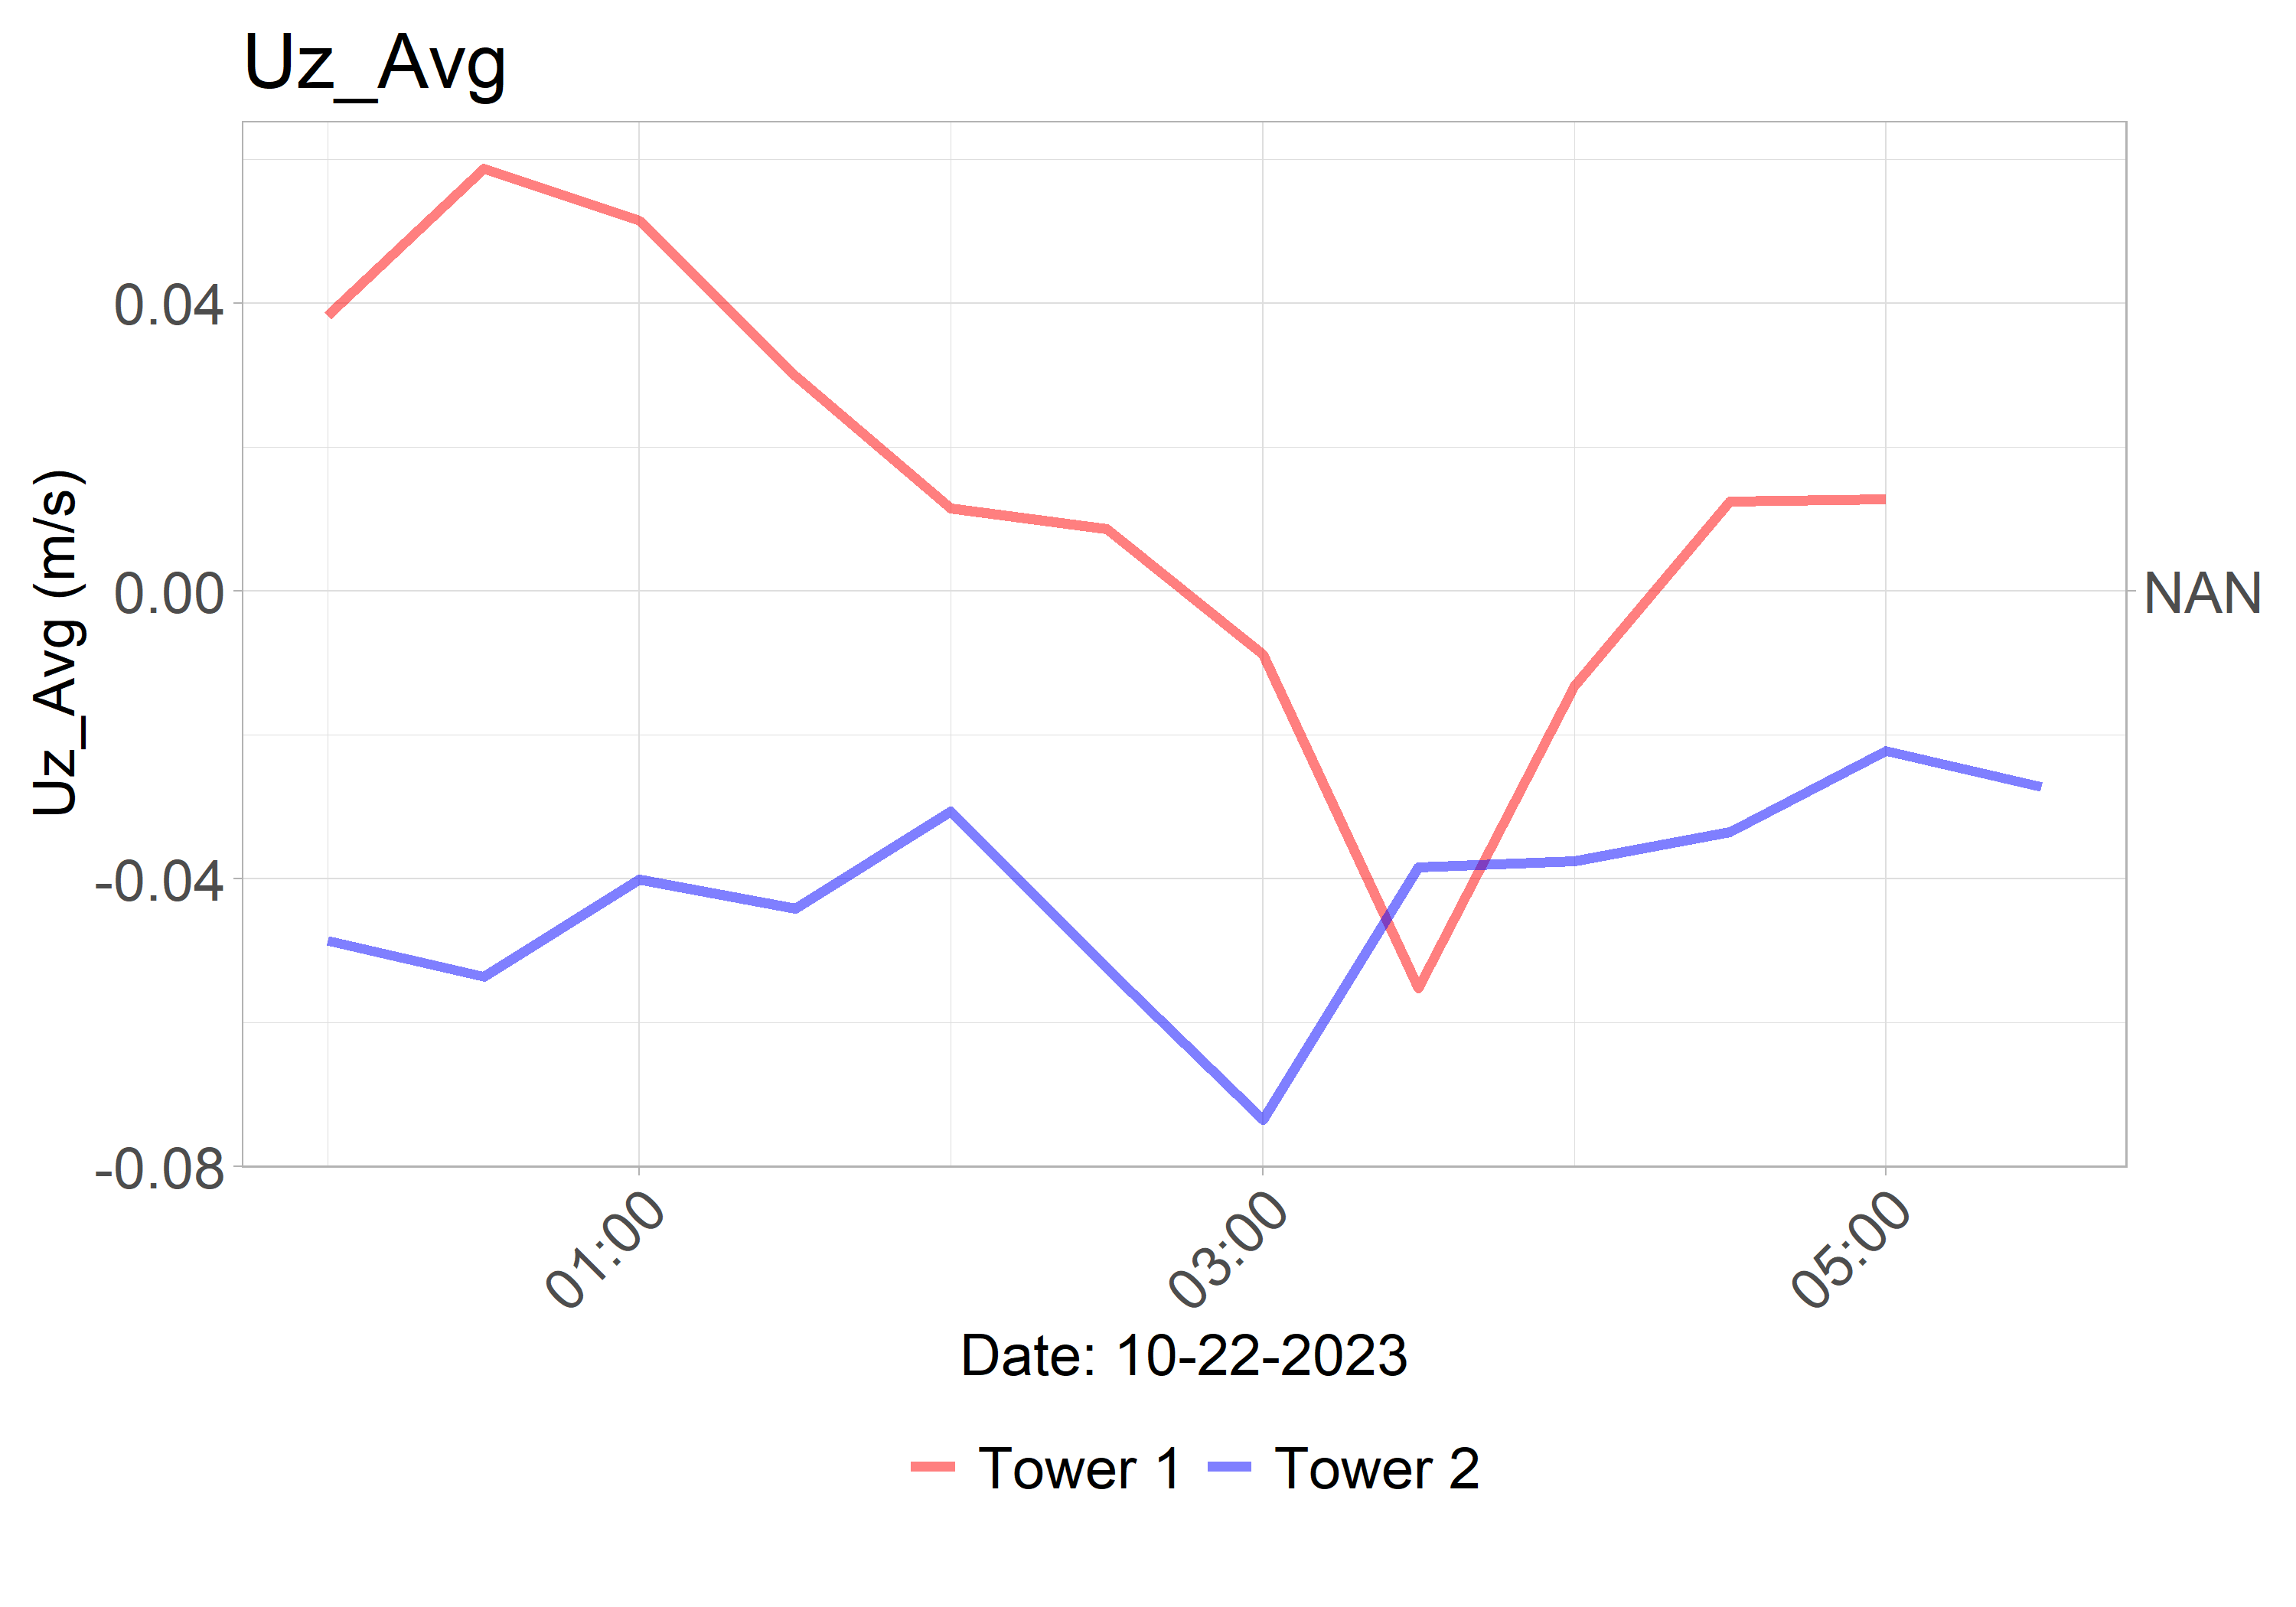 Uz_Avg
Uz_Avg (m/s)
0.04
0.00
-0.04
-0.08
NAN
01:00
03:00
05:00
Date: 10-22-2023
Tower 1 Tower 2